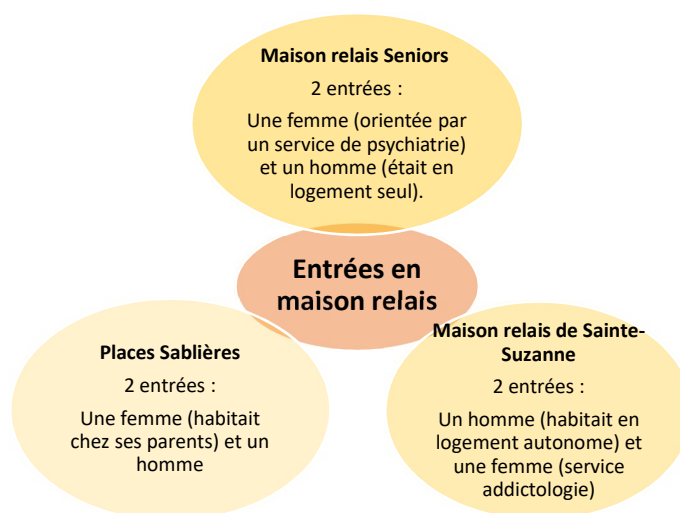 Maison relais Seniors
2 entrées :
Une femme (orientée par
un service de psychiatrie)
et un homme (était en
logement seul).
Entrées en
maison relais
Places Sablières
2 entrées :
Une femme (habitait
chez ses parents) et un
homme
Maison relais de Sainte-
Suzanne
2 entrées :
Un homme (habitait en
logement autonome) et
une femme (service
addictologie)